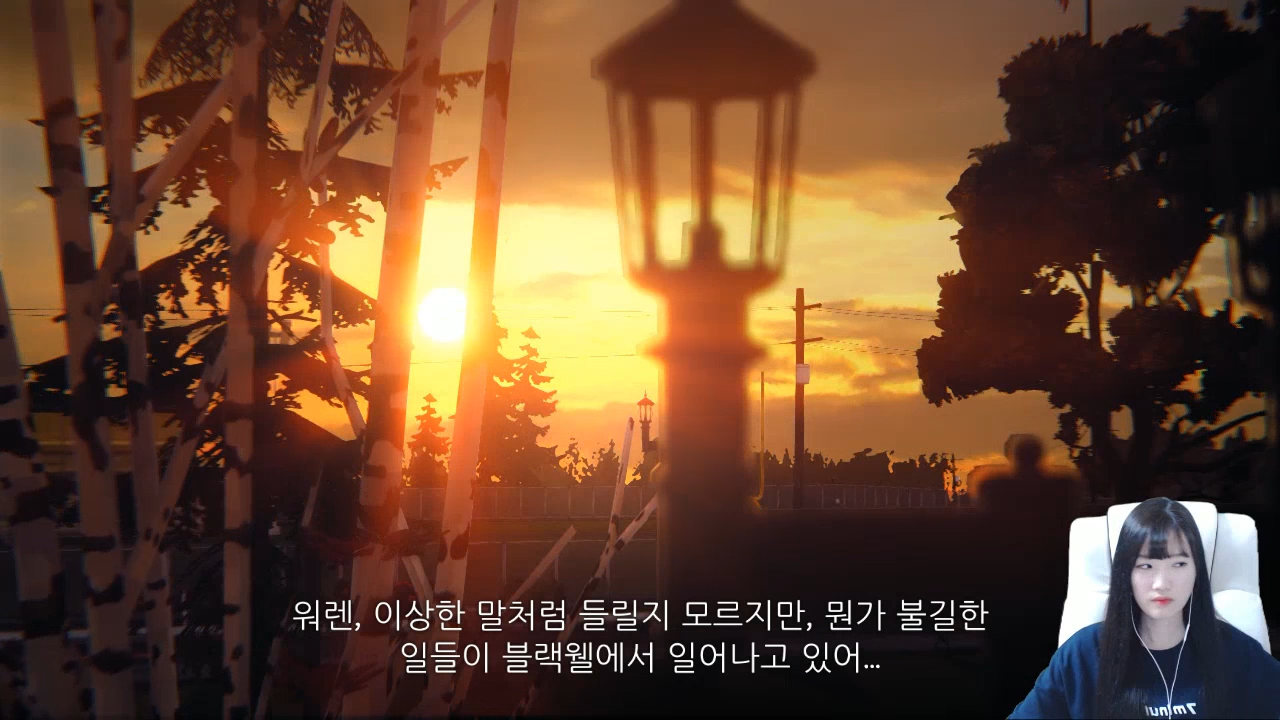 워렌, 이상한 말처럼 들릴지 모르지만, 뭔가 불길한
일들이 블랙웰에서 일어나고 있어...